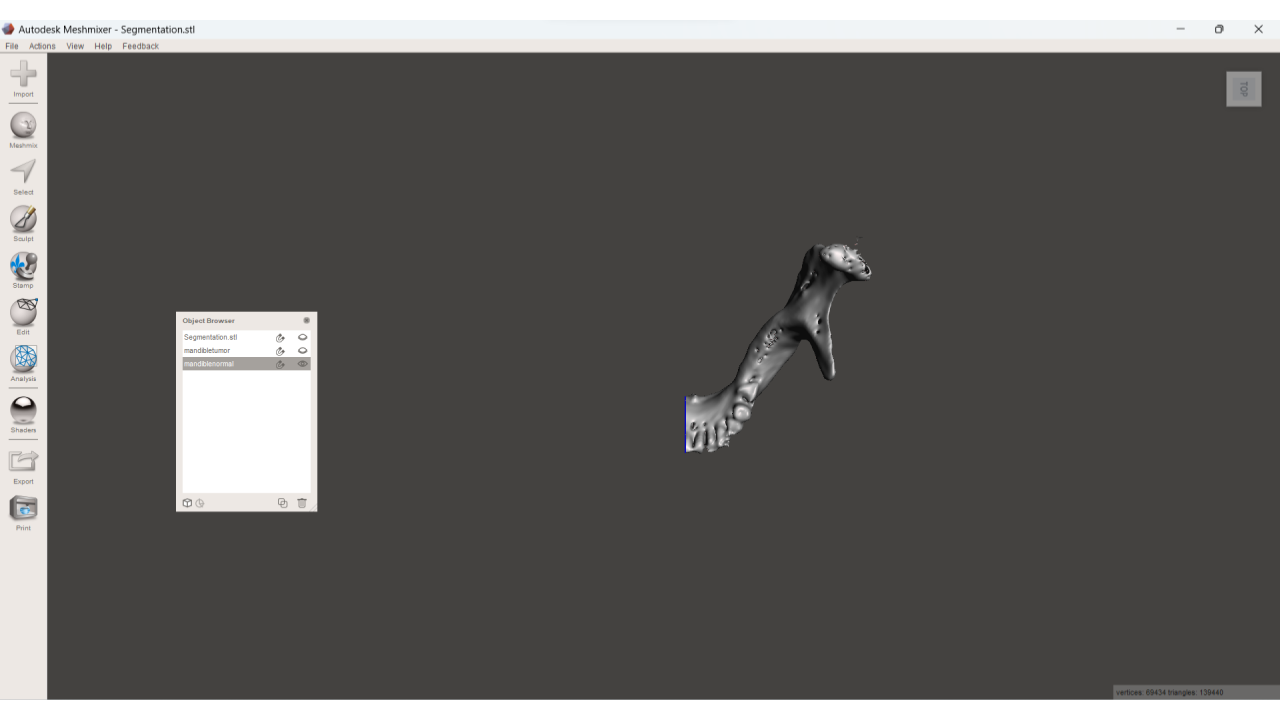 Autodesk Meshmixer - Segmentation.stl
File Actions View Help Feedback
Import
Meshmix
Select
Sculpt
Stamp
Edit
Analysis
Shaders
Export
Print
Object Browser
Segmentation.stl
mandibletumor
mandiblenormal
TOP
vertices: 69434 triangles: 139440